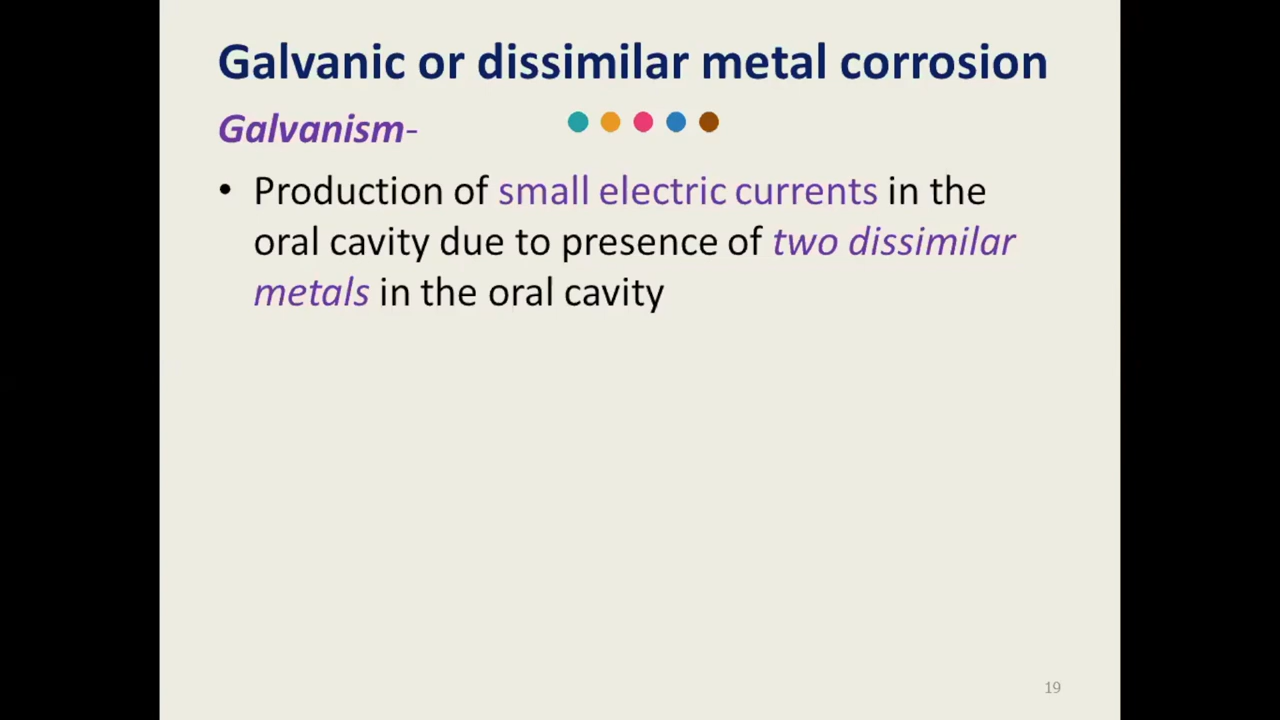 Galvanic or dissimilar metal corrosion
Galvanism-
• Production of small electric currents in the
oral cavity due to presence of two dissimilar
metals in the oral cavity
19